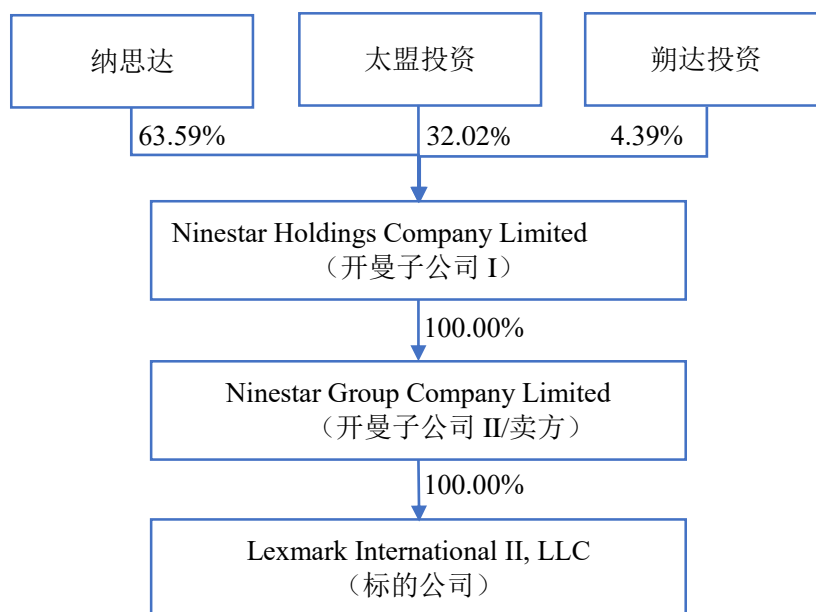 纳思达
太盟投资
朔达投资
63.59%
32.02%
4.39%
Ninestar Holdings Company Limited
（开曼子公司 I）
100.00%
Ninestar Group Company Limited
（开曼子公司 II/卖方）
100.00%
Lexmark International II, LLC
（标的公司）